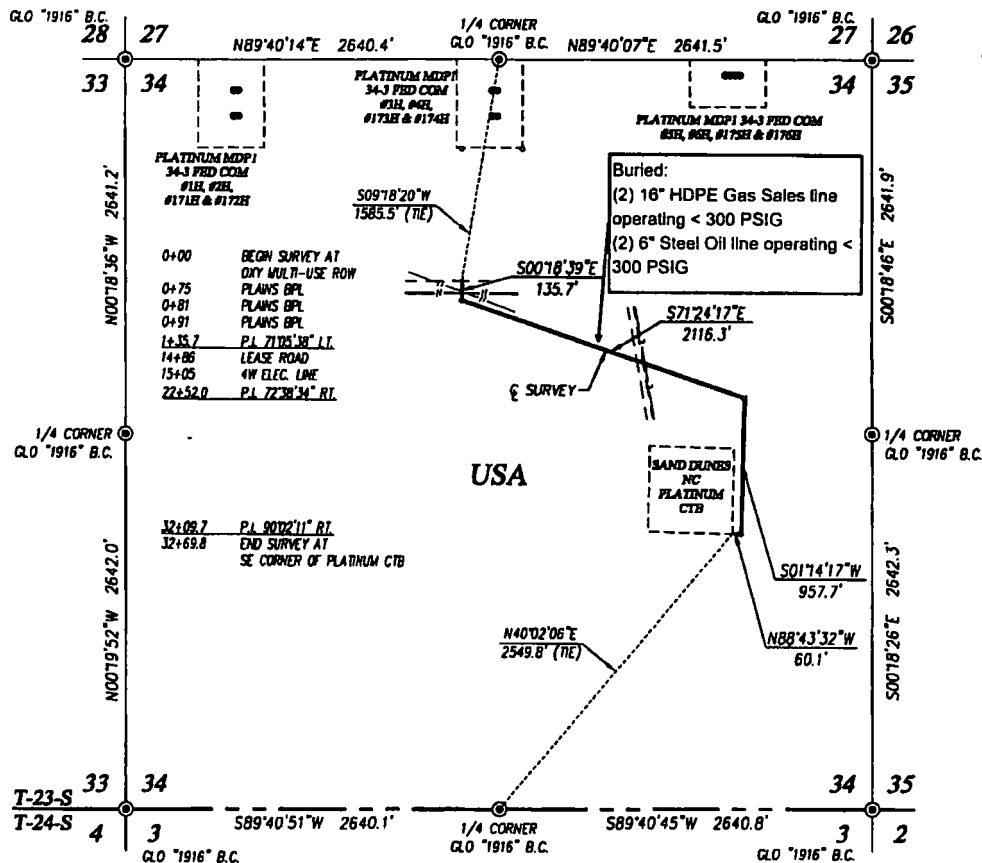 GLO "1916" B.C.
28 27
N89°40'14"E 2640.4'
1/4 CORNER
GLO "1916" B.C.
N89°40'07"E 2641.5'
GLO "1916" B.C.
27 26
33 34
34 35
PLATINUM MDP1
34-3 FED COM
#1H, #2H,
#171H & #172H
PLATINUM MDP1
34-3 FED COM
#3H, #4H,
#173H & #174H
PLATINUM MDP1 34-3 FED COM
#5H, #6H, #175H & #176H
Buried:
(2) 16" HDPE Gas Sales line
operating < 300 PSIG
(2) 6" Steel Oil line operating <
300 PSIG
N00°18'36"W 2641.2'
S00°18'46"E 2641.9'
S09°18'20"W
1585.5' (TIE)
0+00 BEGIN SURVEY AT
OXY MULTI-USE ROW
0+75 PLAINS BPL
0+81 PLAINS BPL
0+91 PLAINS BPL
1+35.7 P.I. 71°05'38" LT.
14+86 LEASE ROAD
15+05 4W ELEC. LINE
22+52.0 P.I. 72°38'34" RT.
S00°18'39"E
135.7'
S71°24'17"E
2116.3'
℄ SURVEY
1/4 CORNER
GLO "1916" B.C.
1/4 CORNER
GLO "1916" B.C.
USA
SAND DUNES
NC
PLATINUM
CTB
32+09.7 P.I. 90°02'11" RT.
32+69.8 END SURVEY AT
SE CORNER OF PLATINUM CTB
S01°14'17"W
957.7'
N88°43'32"W
60.1'
N40°02'06"E
2549.8' (TIE)
N00°19'52"W 2642.0'
S00°18'26"E 2642.3'
33 34
34 35
T-23-S
T-24-S
4 3
GLO "1916" B.C.
S89°40'51"W 2640.1'
1/4 CORNER
GLO "1916" B.C.
S89°40'45"W 2640.8'
3 2
GLO "1916" B.C.